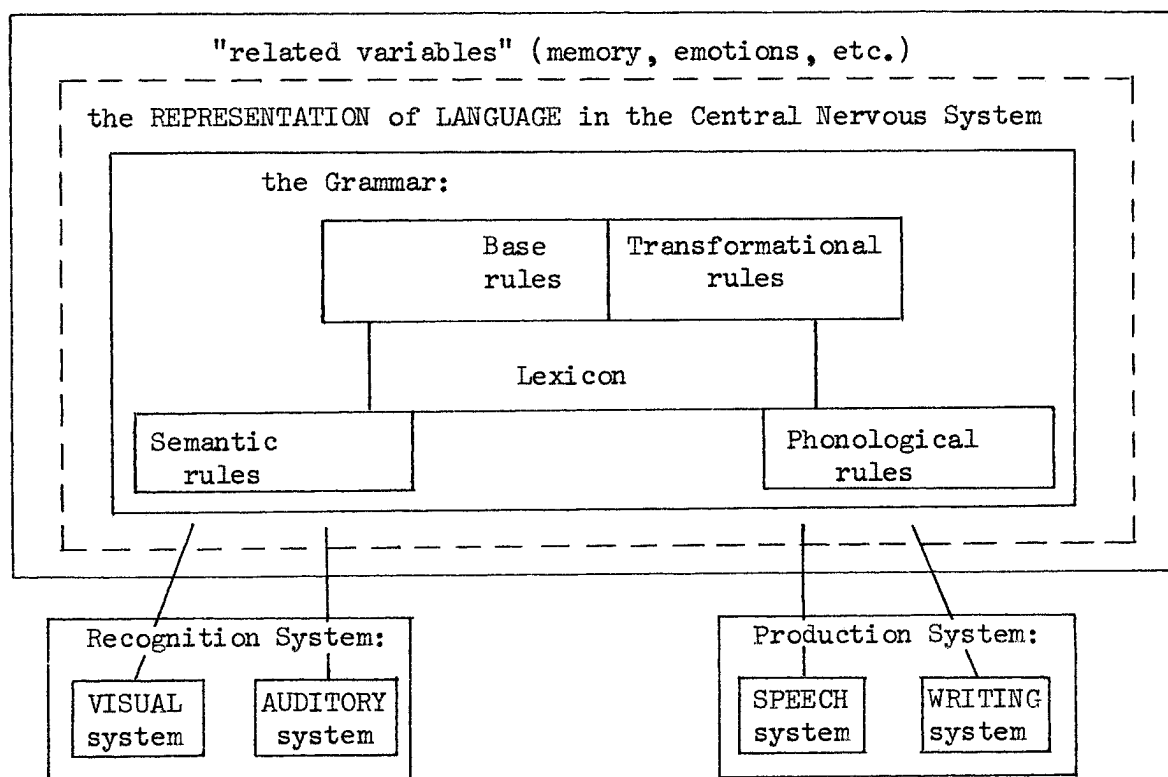 "related variables" (memory, emotions, etc.)
the REPRESENTATION of LANGUAGE in the Central Nervous System
the Grammar:
Base
rules
Transformational
rules
Lexicon
Semantic
rules
Phonological
rules
Recognition System:
VISUAL
system
AUDITORY
system
Production System:
SPEECH
system
WRITING
system